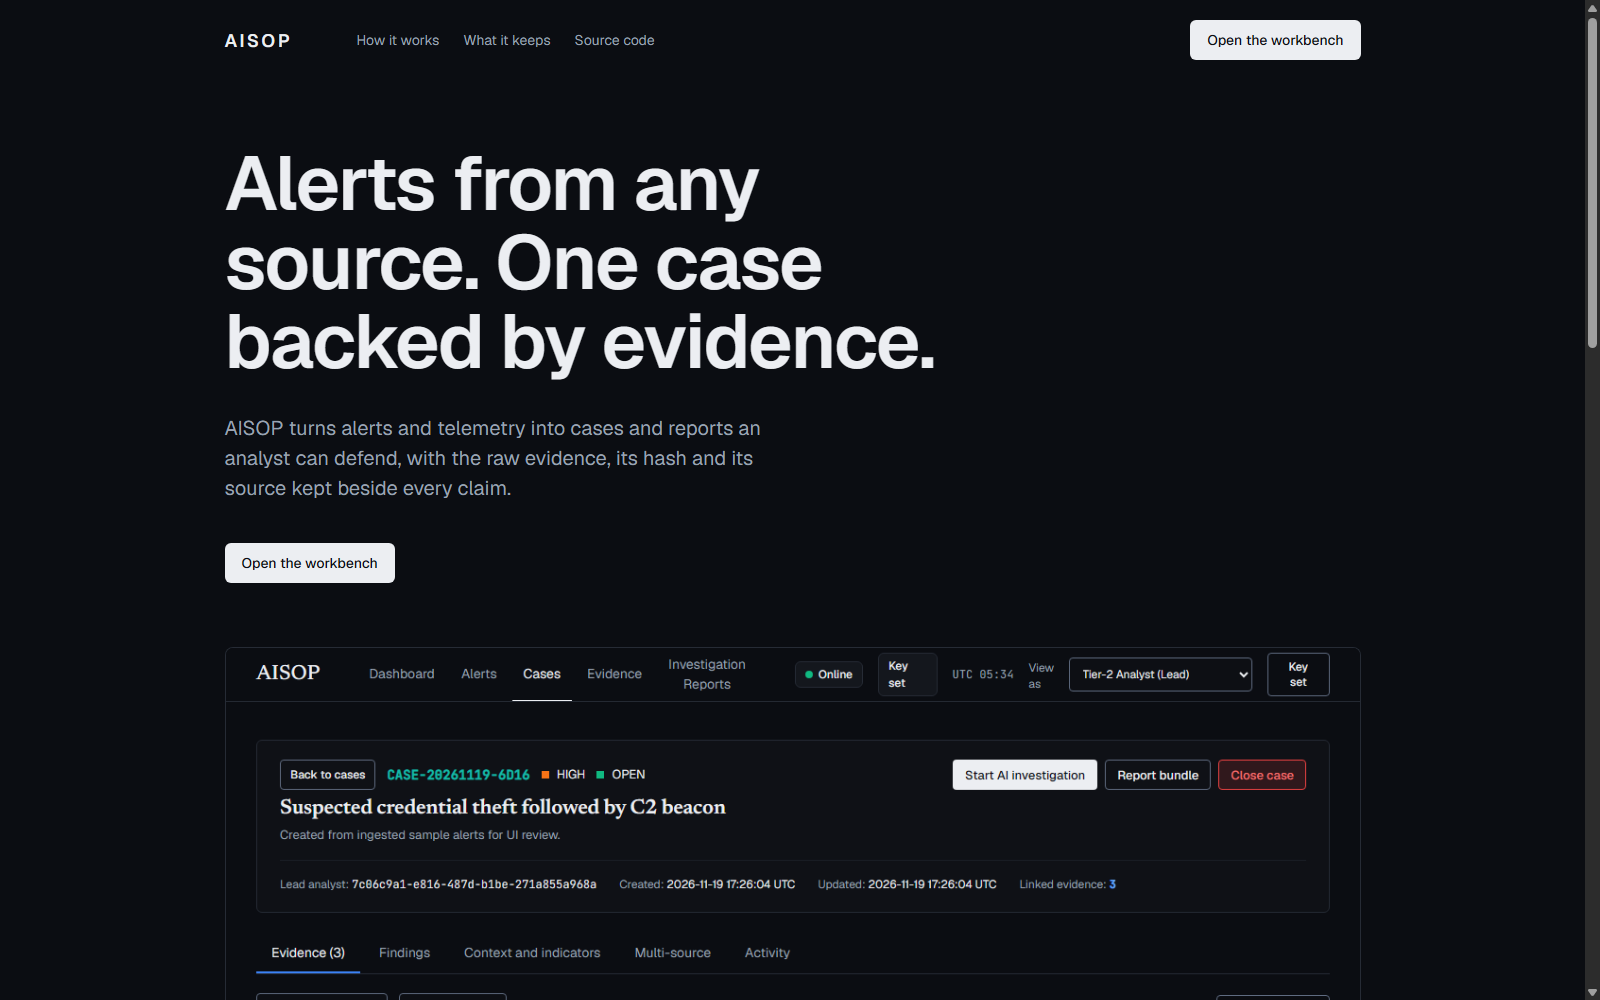 AISOP How it works What it keeps Source code Open the workbench
Alerts from any
source. One case
backed by evidence.
AISOP turns alerts and telemetry into cases and reports an
analyst can defend, with the raw evidence, its hash and its
source kept beside every claim.
Open the workbench
AISOP Dashboard Alerts Cases Evidence Investigation Reports Online Key set UTC 05:34 View as Tier-2 Analyst (Lead) Key set
Back to cases CASE-20261119-6D16 HIGH OPEN Start AI investigation Report bundle Close case
Suspected credential theft followed by C2 beacon
Created from ingested sample alerts for UI review.
Lead analyst: 7c06c9a1-e816-487d-b1be-271a855a968a Created: 2026-11-19 17:26:04 UTC Updated: 2026-11-19 17:26:04 UTC Linked evidence: 3
Evidence (3) Findings Context and indicators Multi-source Activity